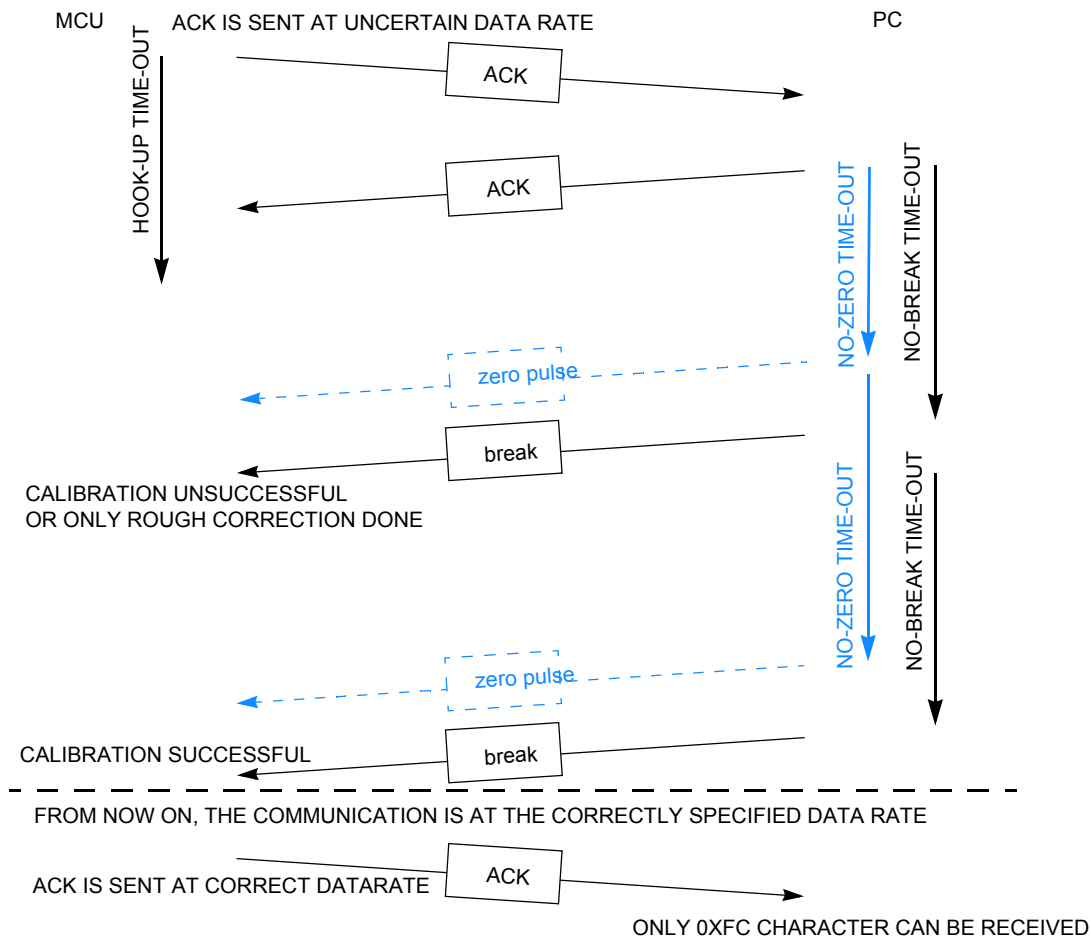 MCU
ACK IS SENT AT UNCERTAIN DATA RATE
PC
ACK
HOOK-UP TIME-OUT
ACK
NO-ZERO TIME-OUT
NO-BREAK TIME-OUT
zero pulse
break
CALIBRATION UNSUCCESSFUL
OR ONLY ROUGH CORRECTION DONE
NO-ZERO TIME-OUT
NO-BREAK TIME-OUT
zero pulse
CALIBRATION SUCCESSFUL
break
FROM NOW ON, THE COMMUNICATION IS AT THE CORRECTLY SPECIFIED DATA RATE
ACK IS SENT AT CORRECT DATARATE
ACK
ONLY 0XFC CHARACTER CAN BE RECEIVED